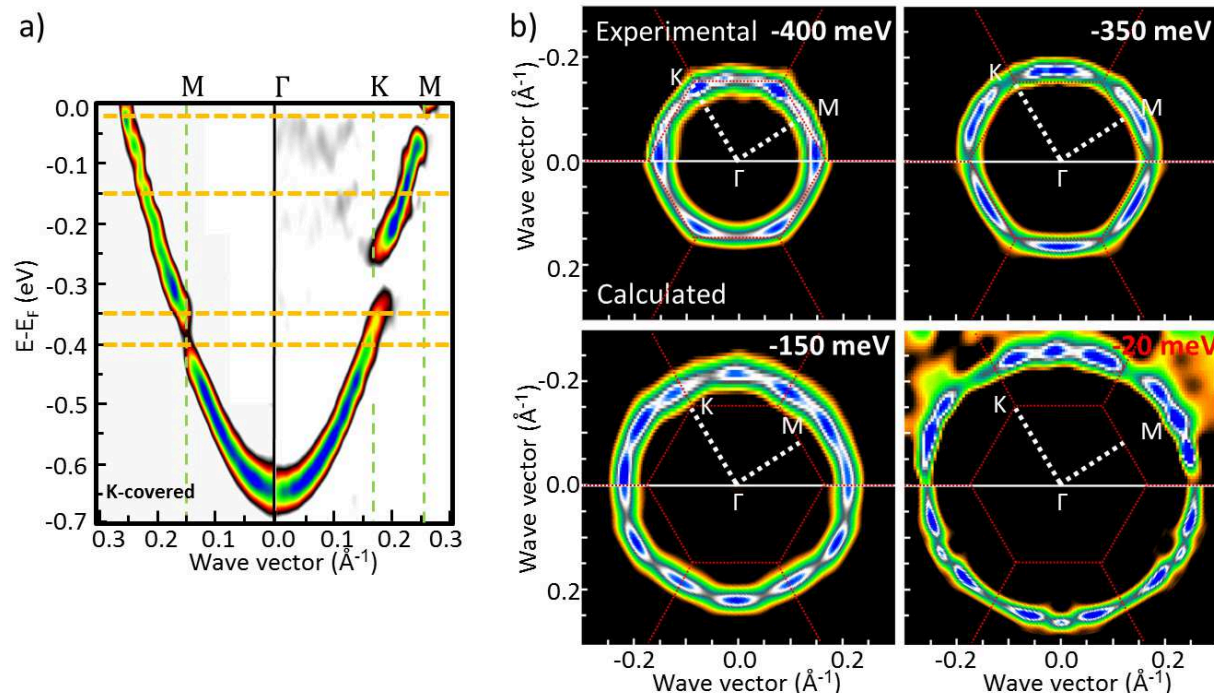 a)
M Γ K M
0.0
-0.1
-0.2
-0.3
-0.4
-0.5
-0.6
-0.7
E-E_F (eV)
K-covered
0.3 0.2 0.1 0.0 0.1 0.2 0.3
Wave vector (Å⁻¹)
b)
Experimental -400 meV
-0.2
0.0
0.2
Wave vector (Å⁻¹)
K
M
Γ
Calculated
-350 meV
K
M
Γ
-150 meV
-0.2
0.0
0.2
Wave vector (Å⁻¹)
K
M
Γ
-0.2 0.0 0.2
Wave vector (Å⁻¹)
-20 meV
K
M
Γ
-0.2 0.0 0.2
Wave vector (Å⁻¹)